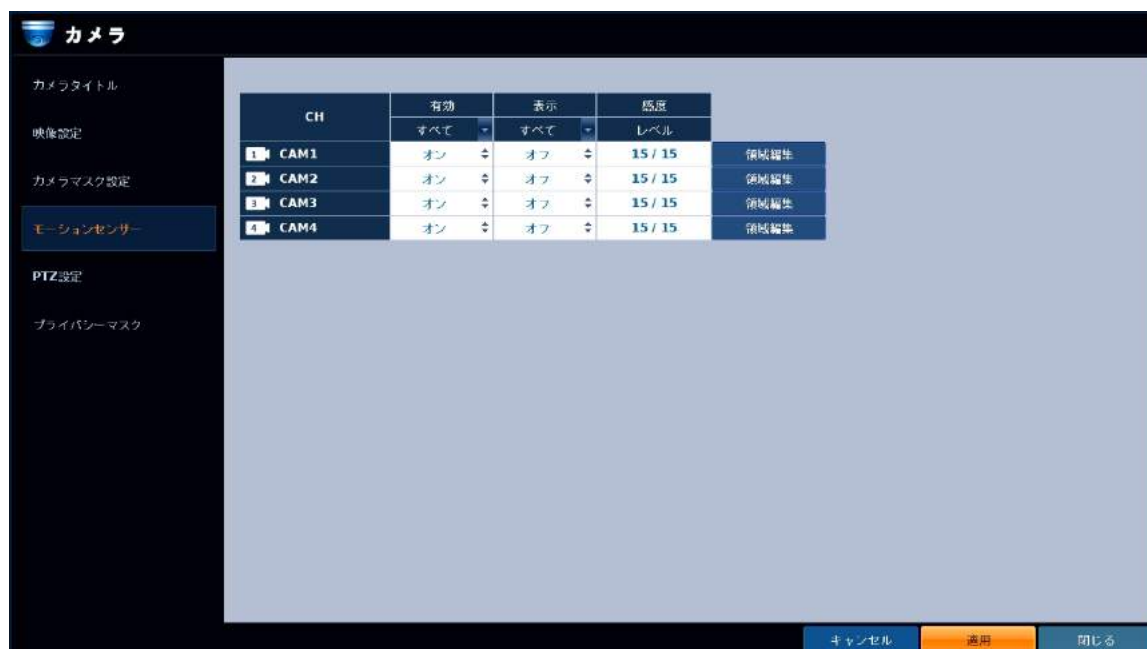 カメラ
カメラタイトル
映像設定
カメラマスク設定
モーションセンサー
PTZ設定
プライバシーマスク
CH 有効 表示 感度
すべて すべて レベル
1 CAM1 オン オフ 15 / 15 領域編集
2 CAM2 オン オフ 15 / 15 領域編集
3 CAM3 オン オフ 15 / 15 領域編集
4 CAM4 オン オフ 15 / 15 領域編集
キャンセル 適用 閉じる